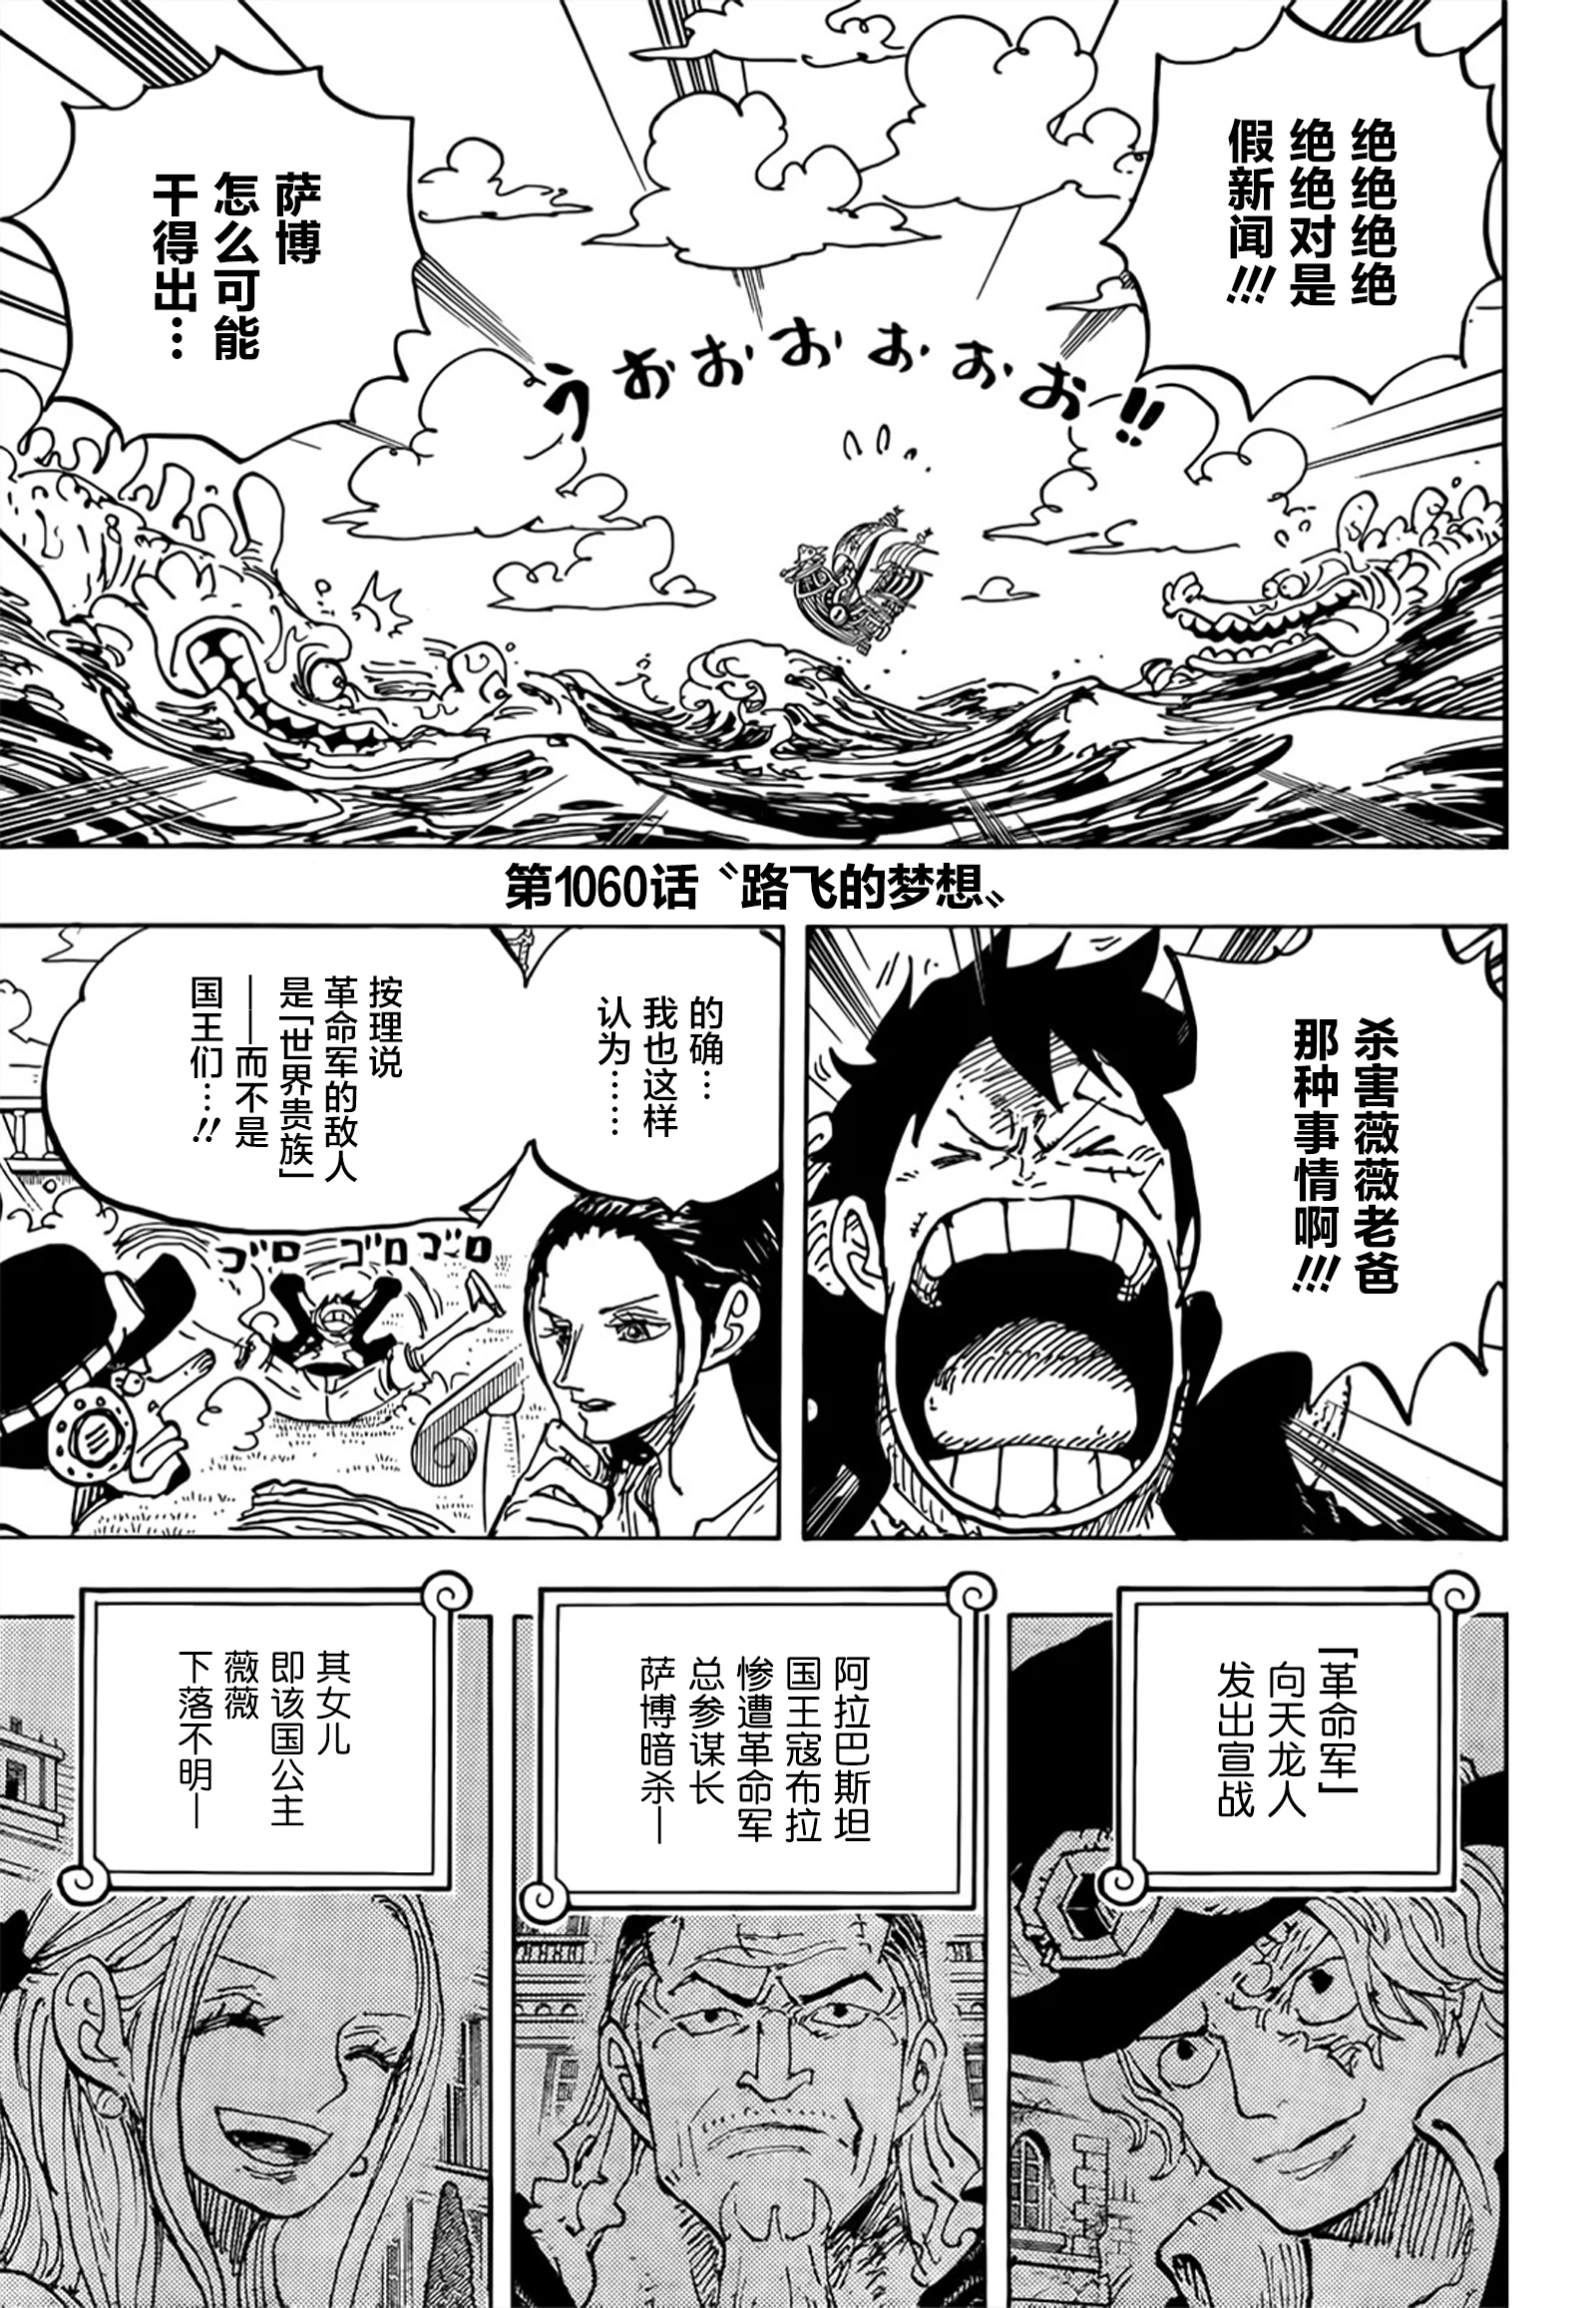 绝绝绝绝
绝绝对是
假新闻!!!
萨博
怎么可能
干得出…
うおおおおおお!!
第1060话〝路飞的梦想〟
杀害薇薇老爸
那种事情啊!!!
的确…
我也这样
认为……
按理说
革命军的敌人
是「世界贵族」
——而不是
国王们…!!
ゴロ ゴロ ゴロ
「革命军」
向天龙人
发出宣战
阿拉巴斯坦
国王寇布拉
惨遭革命军
总参谋长
萨博暗杀—
其女儿
即该国公主
薇薇
下落不明—